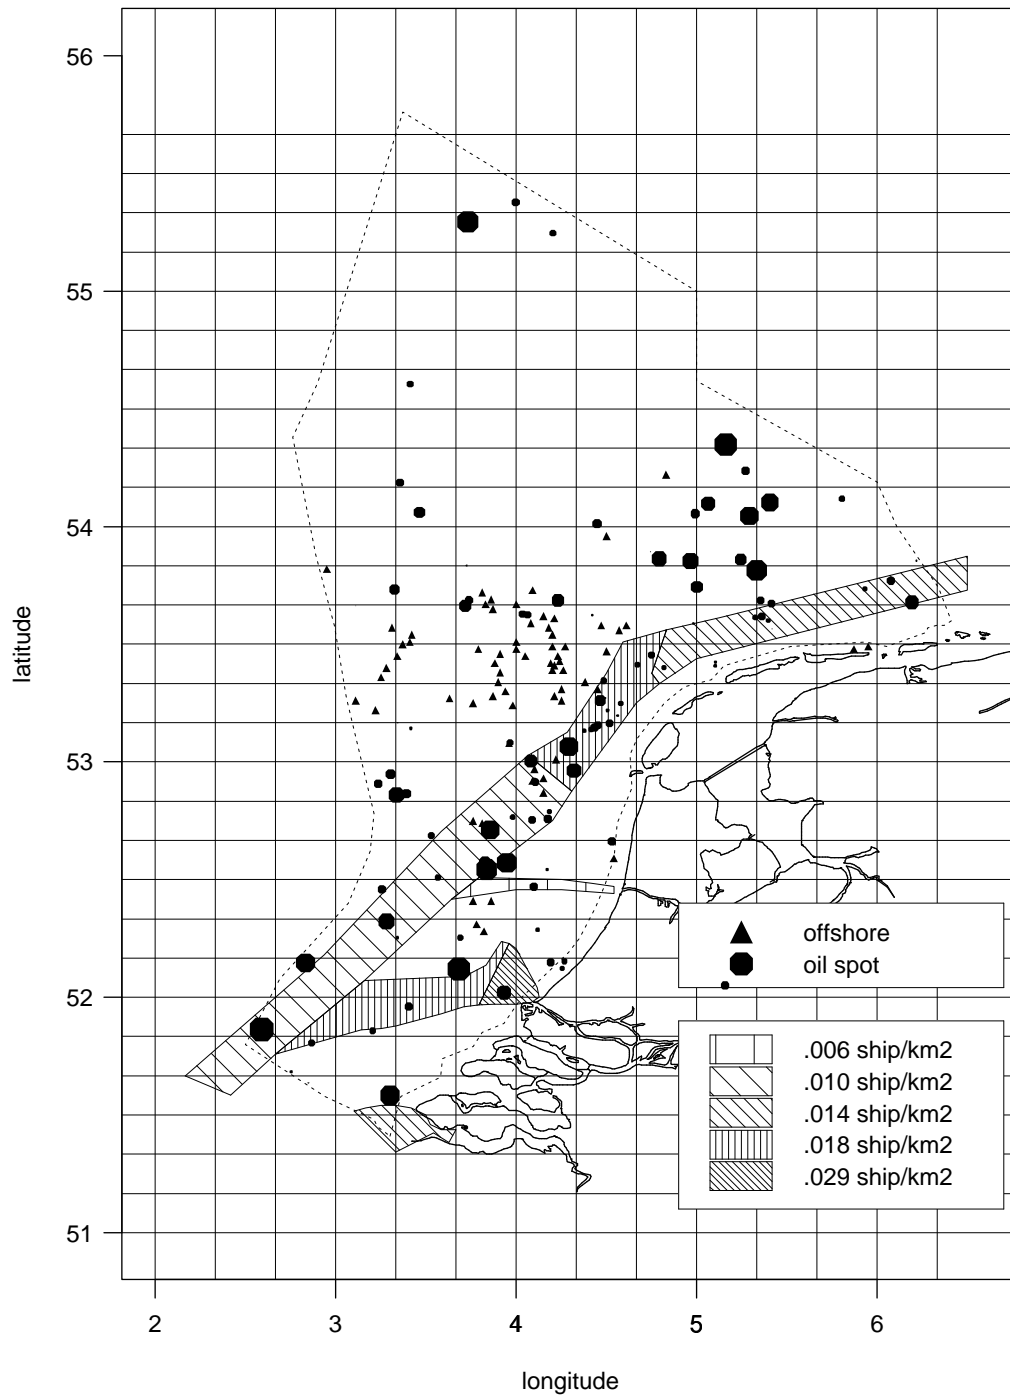 56
55
54
53
52
51
latitude
offshore
oil spot
.006 ship/km2
.010 ship/km2
.014 ship/km2
.018 ship/km2
.029 ship/km2
2 3 4 5 6
longitude